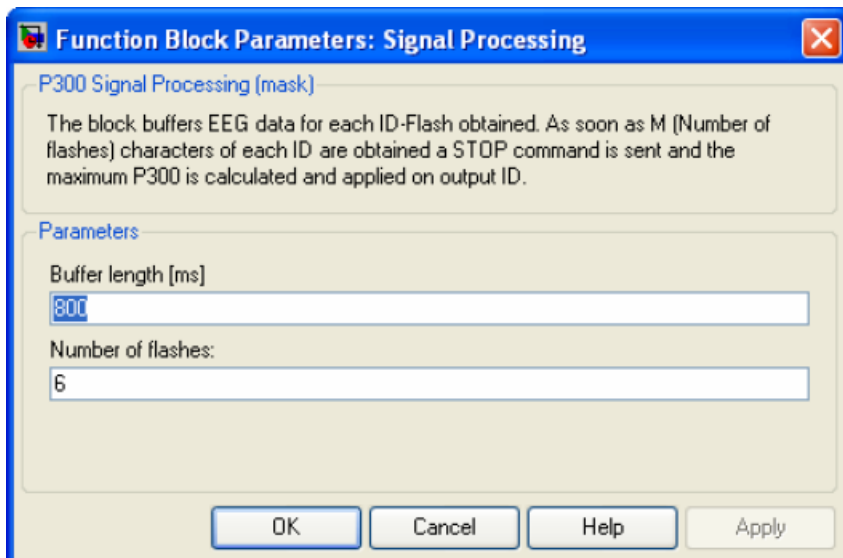 Function Block Parameters: Signal Processing
P300 Signal Processing (mask)
The block buffers EEG data for each ID-Flash obtained. As soon as M (Number of
flashes) characters of each ID are obtained a STOP command is sent and the
maximum P300 is calculated and applied on output ID.
Parameters
Buffer length [ms]
800
Number of flashes:
6
OK Cancel Help Apply